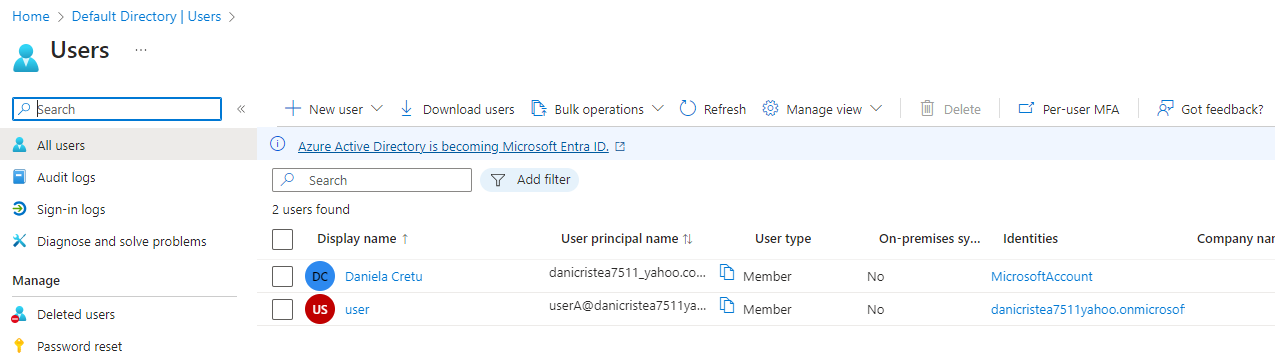 Home > Default Directory | Users >
Users ...
Search «
New user Download users Bulk operations Refresh Manage view Delete Per-user MFA Got feedback?
All users
Azure Active Directory is becoming Microsoft Entra ID.
Audit logs
Search Add filter
Sign-in logs
2 users found
Diagnose and solve problems
Display name ↑ User principal name ↑↓ User type On-premises sy... Identities Company nam
Manage
DC Daniela Cretu danicristea7511_yahoo.co... Member No MicrosoftAccount
Deleted users
US user userA@danicristea7511ya... Member No danicristea7511yahoo.onmicrosof
Password reset